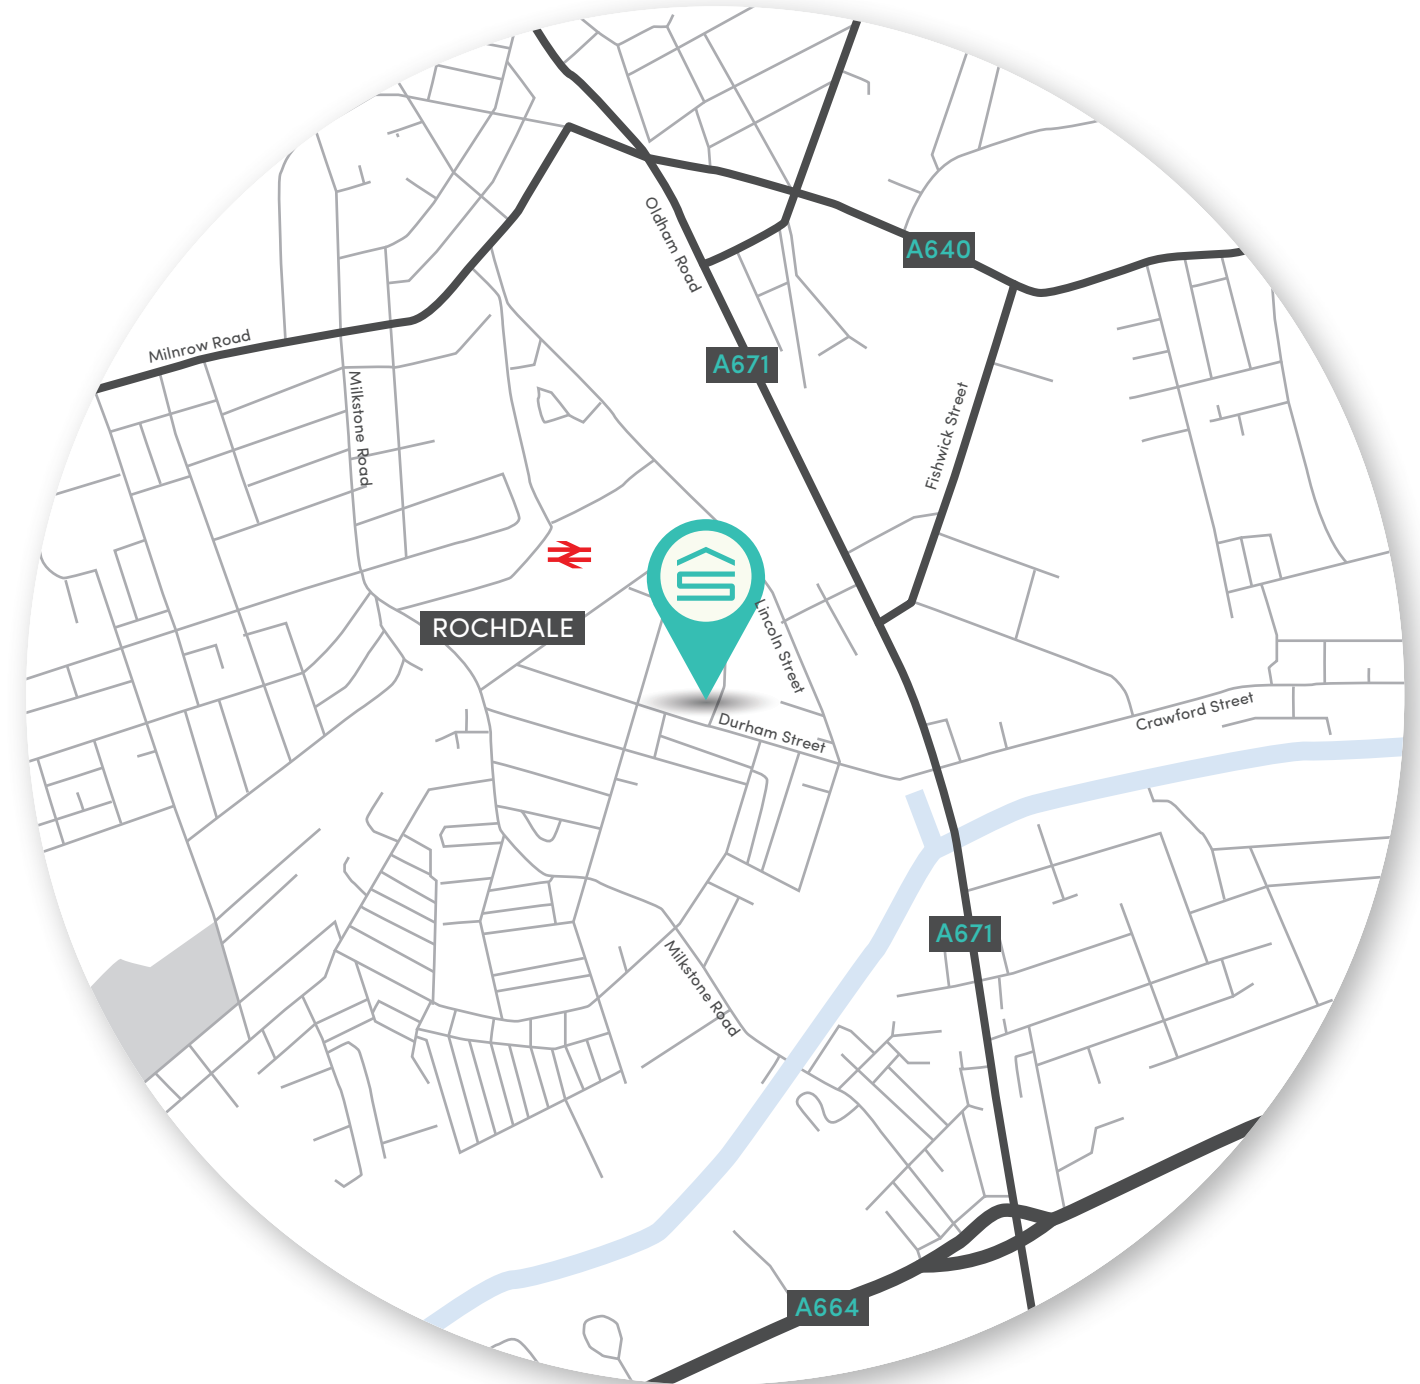 Oldham Road
A640
Milnrow Road
A671
Milkstone Road
Fishwick Street
ROCHDALE
Lincoln Street
Crawford Street
Durham Street
A671
Milkstone Road
A664